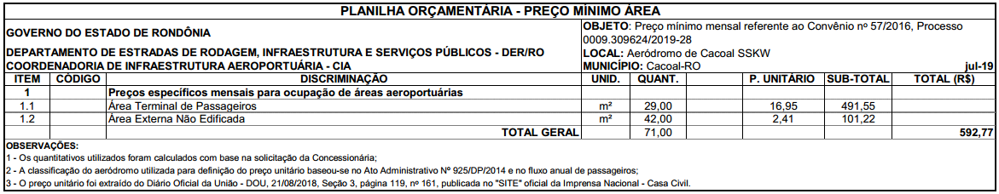 PLANILHA ORÇAMENTÁRIA - PREÇO MÍNIMO ÁREA
GOVERNO DO ESTADO DE RONDÔNIA
DEPARTAMENTO DE ESTRADAS DE RODAGEM, INFRAESTRUTURA E SERVIÇOS PÚBLICOS - DER/RO
COORDENADORIA DE INFRAESTRUTURA AEROPORTUÁRIA - CIA
OBJETO: Preço mínimo mensal referente ao Convênio nº 57/2016, Processo
0009.309624/2019-28
LOCAL: Aeródromo de Cacoal SSKW
MUNICÍPIO: Cacoal-RO jul-19
ITEM CÓDIGO DISCRIMINAÇÃO UNID. QUANT. P. UNITÁRIO SUB-TOTAL TOTAL (R$)
1 Preços específicos mensais para ocupação de áreas aeroportuárias
1.1 Área Terminal de Passageiros m² 29,00 16,95 491,55
1.2 Área Externa Não Edificada m² 42,00 2,41 101,22
TOTAL GERAL 71,00 592,77
OBSERVAÇÕES:
1 - Os quantitativos utilizados foram calculados com base na solicitação da Concessionária;
2 - A classificação do aeródromo utilizada para definição do preço unitário baseou-se no Ato Administrativo Nº 925/DP/2014 e no fluxo anual de passageiros;
3 - O preço unitário foi extraído do Diário Oficial da União - DOU, 21/08/2018, Seção 3, página 119, nº 161, publicada no "SITE" oficial da Imprensa Nacional - Casa Civil.